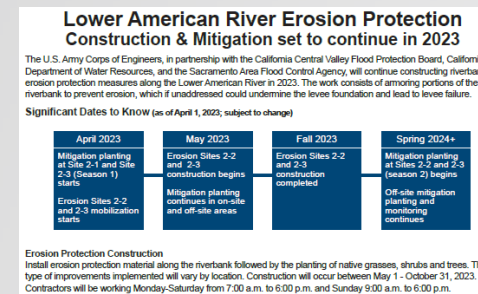 Lower American River Erosion Protection
Construction & Mitigation set to continue in 2023
The U.S. Army Corps of Engineers, in partnership with the California Central Valley Flood Protection Board,
Department of Water Resources, and the Sacramento Area Flood Control Agency, will continue constructing
erosion protection measures along the Lower American River in 2023. The work consists of armoring portions of the
riverbank to prevent erosion, which if unaddressed could undermine the levee foundation and lead to levee failure.
Significant Dates to Know (as of April 1, 2023; subject to change)
April 2023
Mitigation planting
at Site 2-1 and Site
2-3 (Season 1)
starts
Erosion Sites 2-2
and 2-3 mobilization
starts
May 2023
Erosion Sites 2-2
and 2-3
construction begins
Mitigation planting
continues in on-site
and off-site areas
Fall 2023
Erosion Sites 2-2
and 2-3
construction
completed
Spring 2024+
Mitigation planting
at Sites 2-2 and 2-3
(season 2) begins
Off-site mitigation
planting and
monitoring
continues
Erosion Protection Construction
Install erosion protection material along the riverbank followed by the planting of native grasses, shrubs and trees.
type of improvements implemented will vary by location. Construction will occur between May 1 - October 31, 2023.
Contractors will be working Monday-Saturday from 7:00 a.m. to 6:00 p.m. and Sunday 9:00 a.m. to 6:00 p.m.